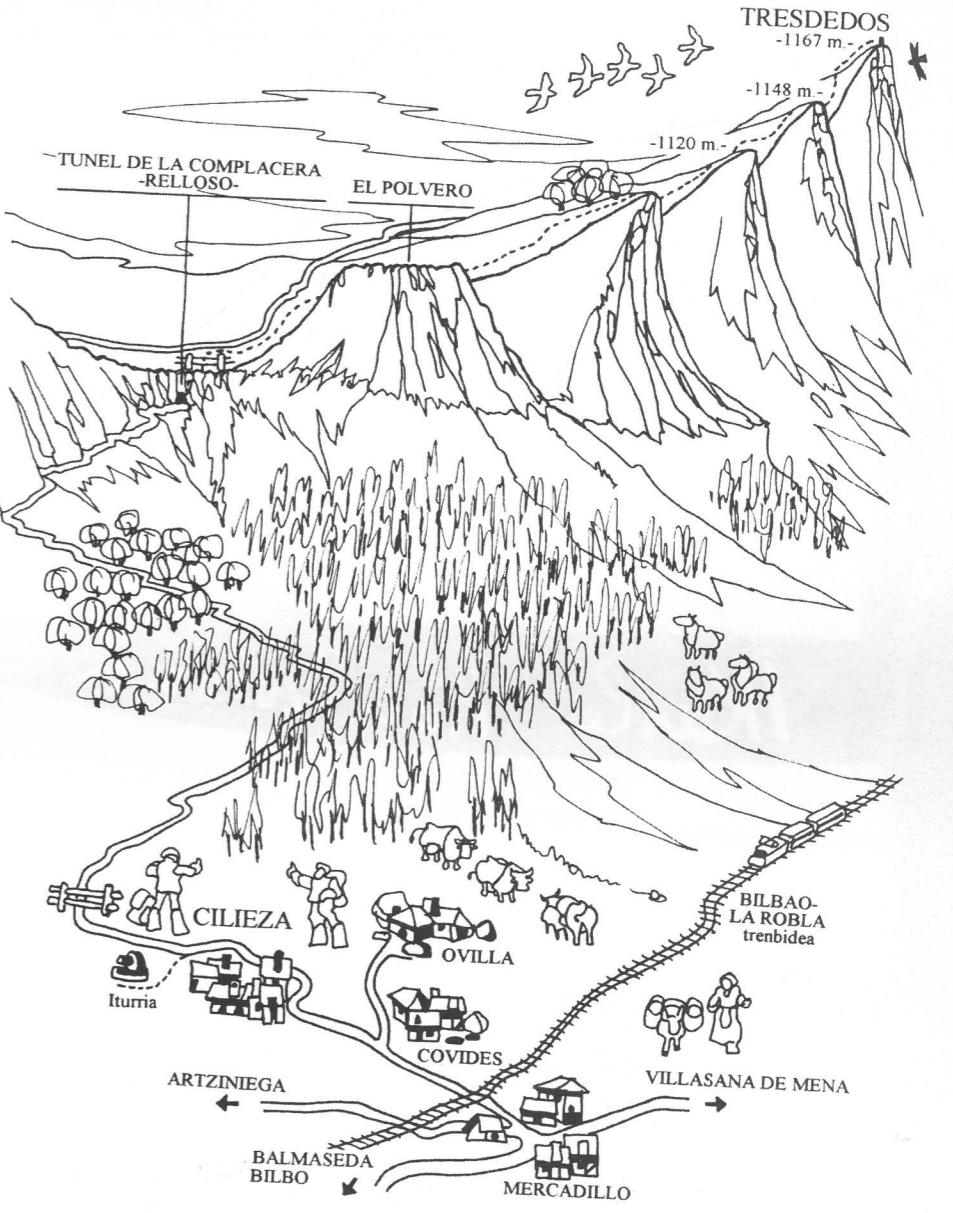 TRESDEDOS
-1167 m.-
-1148 m.-
-1120 m.-
TUNEL DE LA COMPLACERA
-RELLOSO-
EL POLVERO
BILBAO-
LA ROBLA
trenbidea
CILIEZA
OVILLA
Iturria
COVIDES
ARTZINIEGA
VILLASANA DE MENA
BALMASEDA
BILBO
MERCADILLO